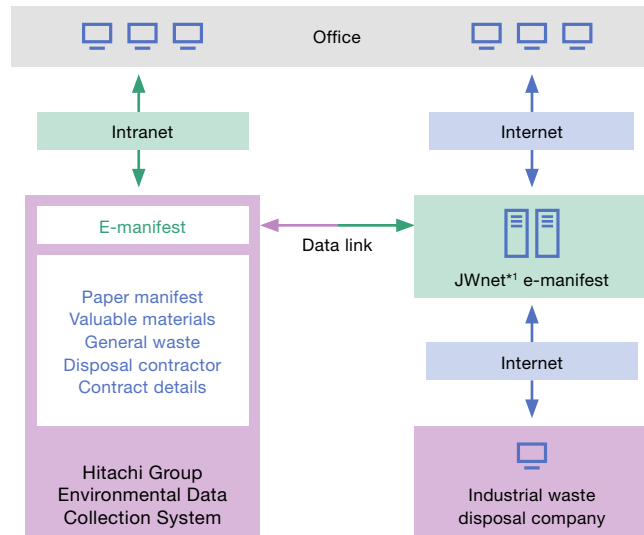 Office
Intranet
Internet
E-manifest
Data link
JWnet*1 e-manifest
Paper manifest
Valuable materials
General waste
Disposal contractor
Contract details
Internet
Hitachi Group
Environmental Data
Collection System
Industrial waste
disposal company